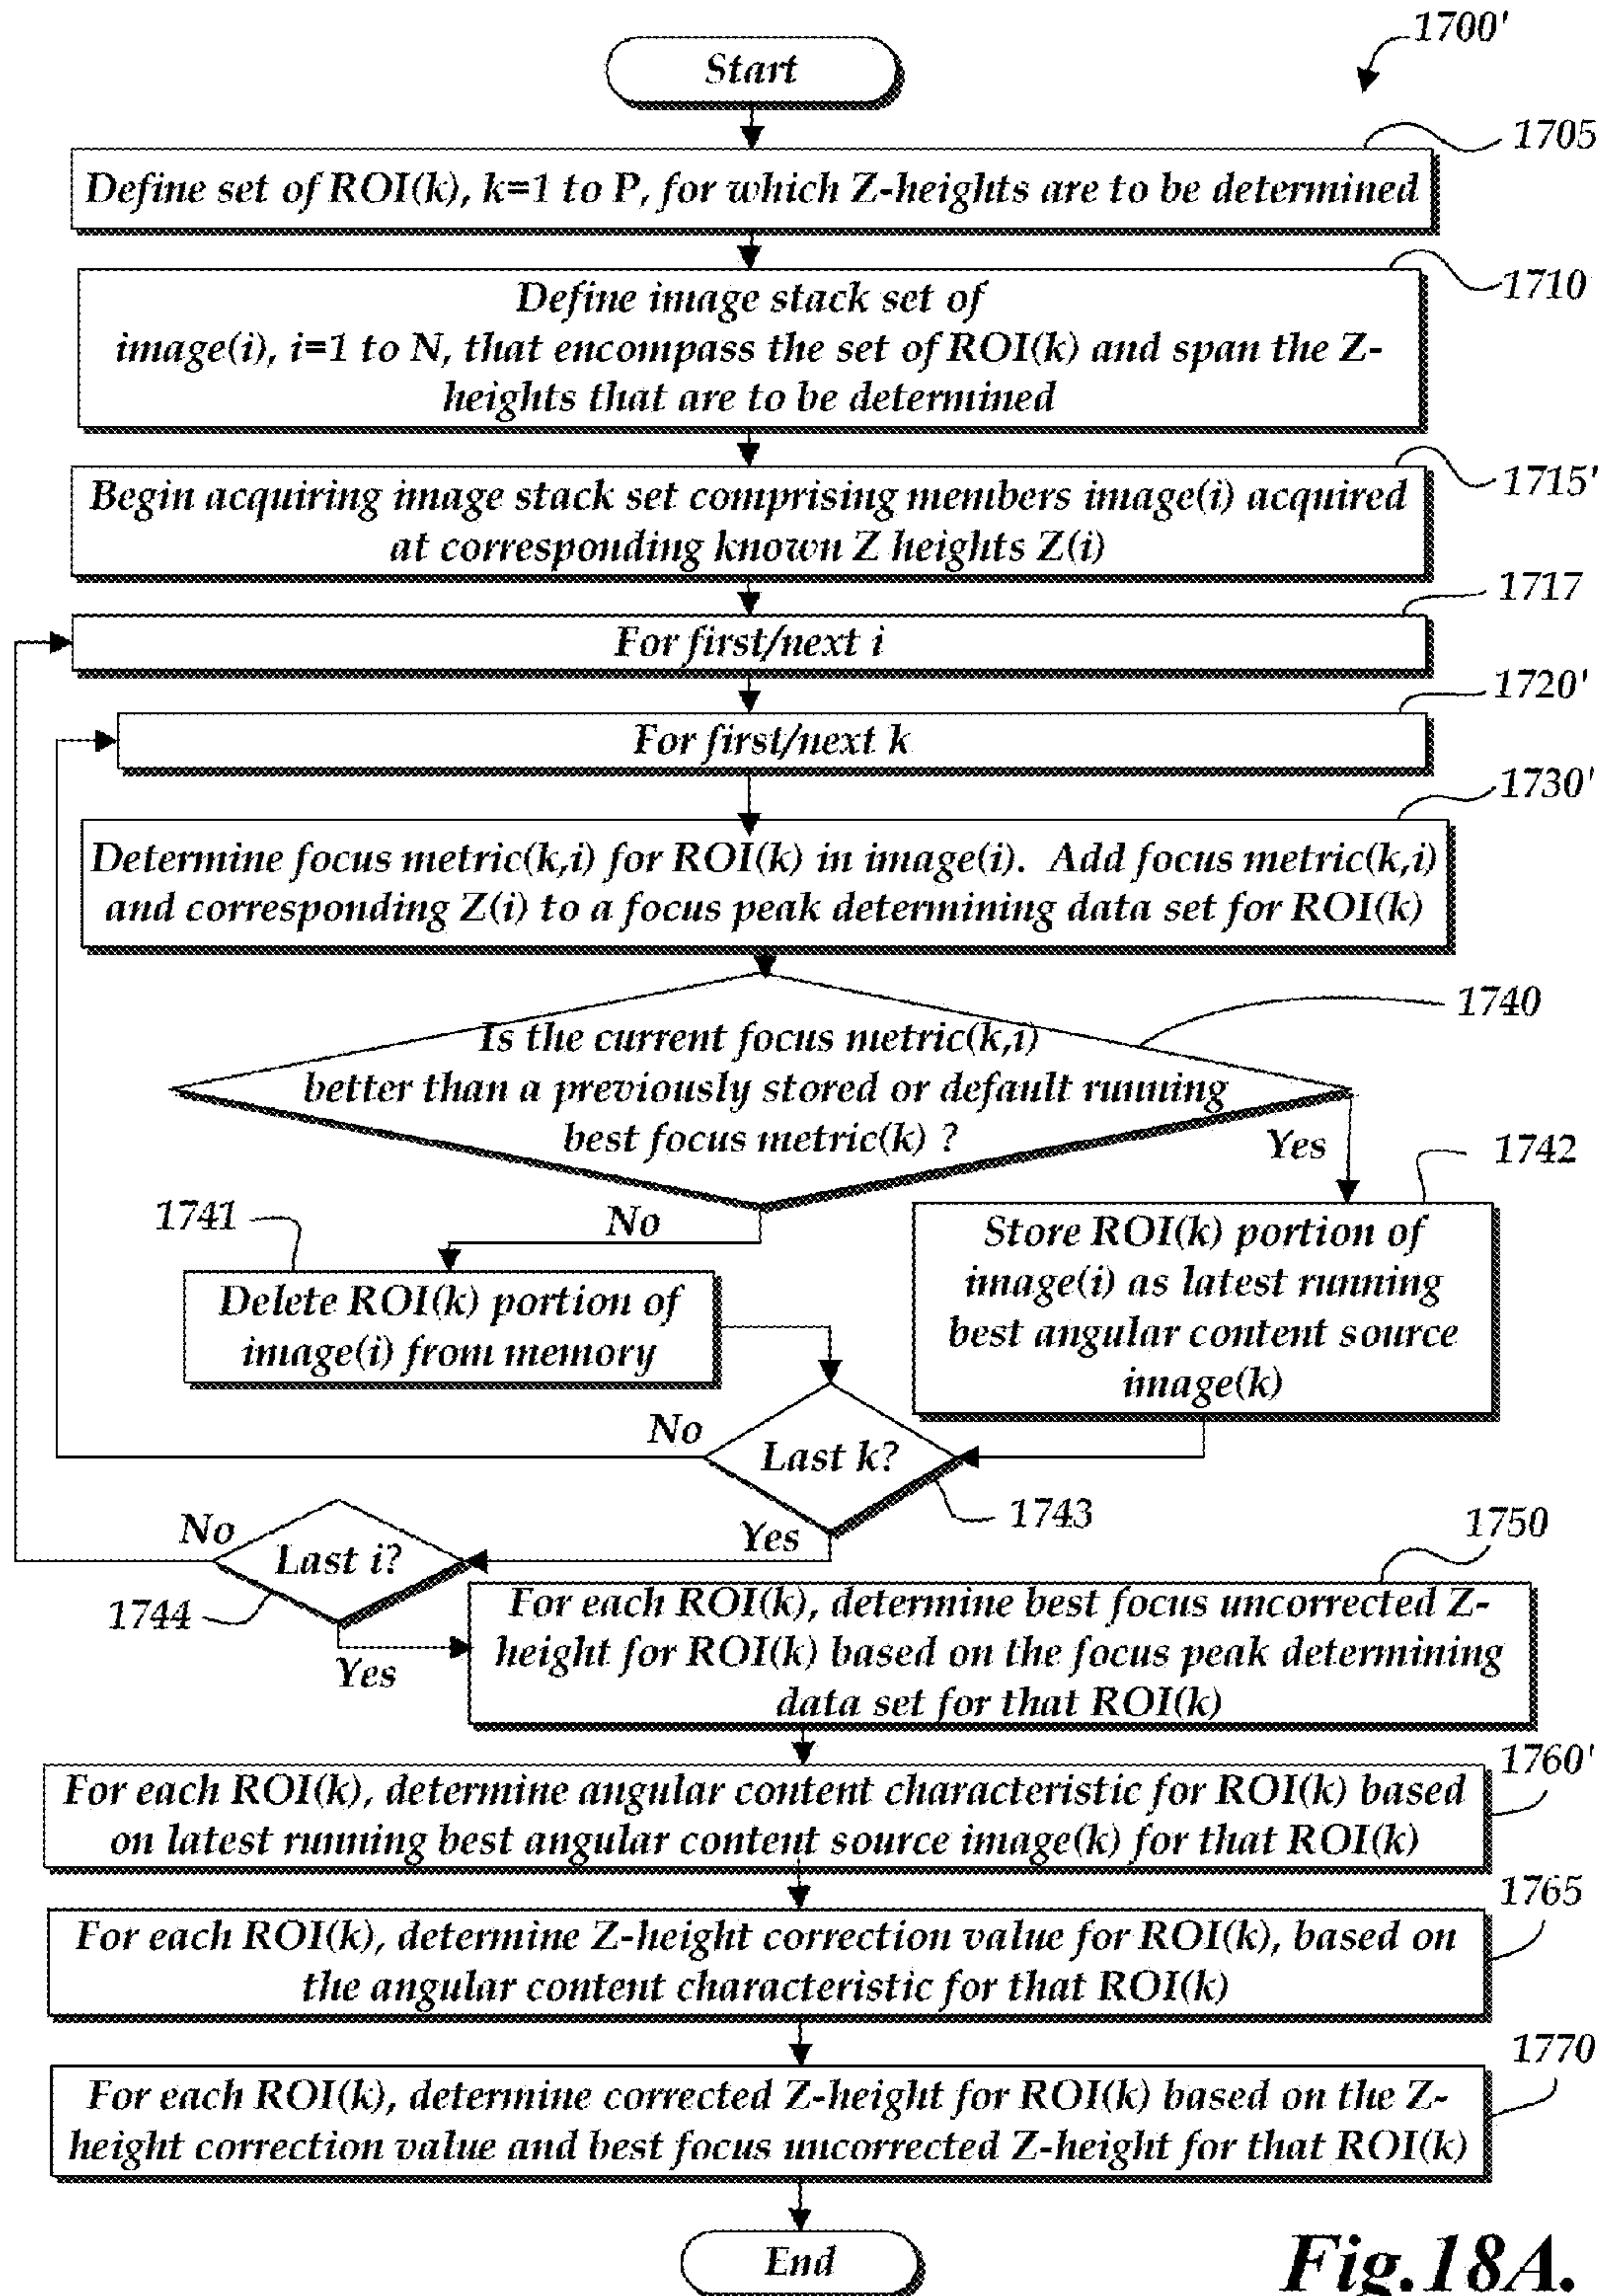 1700'
Start
1705
Define set of ROI(k), k=1 to P, for which Z-heights are to be determined
1710
Define image stack set of
image(i), i=1 to N, that encompass the set of ROI(k) and span the Z-
heights that are to be determined
1715'
Begin acquiring image stack set comprising members image(i) acquired
at corresponding known Z heights Z(i)
1717
For first/next i
1720'
For first/next k
1730'
Determine focus metric(k,i) for ROI(k) in image(i). Add focus metric(k,i)
and corresponding Z(i) to a focus peak determining data set for ROI(k)
1740
Is the current focus metric(k,i)
better than a previously stored or default running
best focus metric(k) ?
Yes
1742
1741
No
Store ROI(k) portion of
image(i) as latest running
best angular content source
image(k)
Delete ROI(k) portion of
image(i) from memory
No
Last k?
1743
Yes
1750
No
Last i?
1744
Yes
For each ROI(k), determine best focus uncorrected Z-
height for ROI(k) based on the focus peak determining
data set for that ROI(k)
1760'
For each ROI(k), determine angular content characteristic for ROI(k) based
on latest running best angular content source image(k) for that ROI(k)
1765
For each ROI(k), determine Z-height correction value for ROI(k), based on
the angular content characteristic for that ROI(k)
1770
For each ROI(k), determine corrected Z-height for ROI(k) based on the Z-
height correction value and best focus uncorrected Z-height for that ROI(k)
End
Fig.18A.